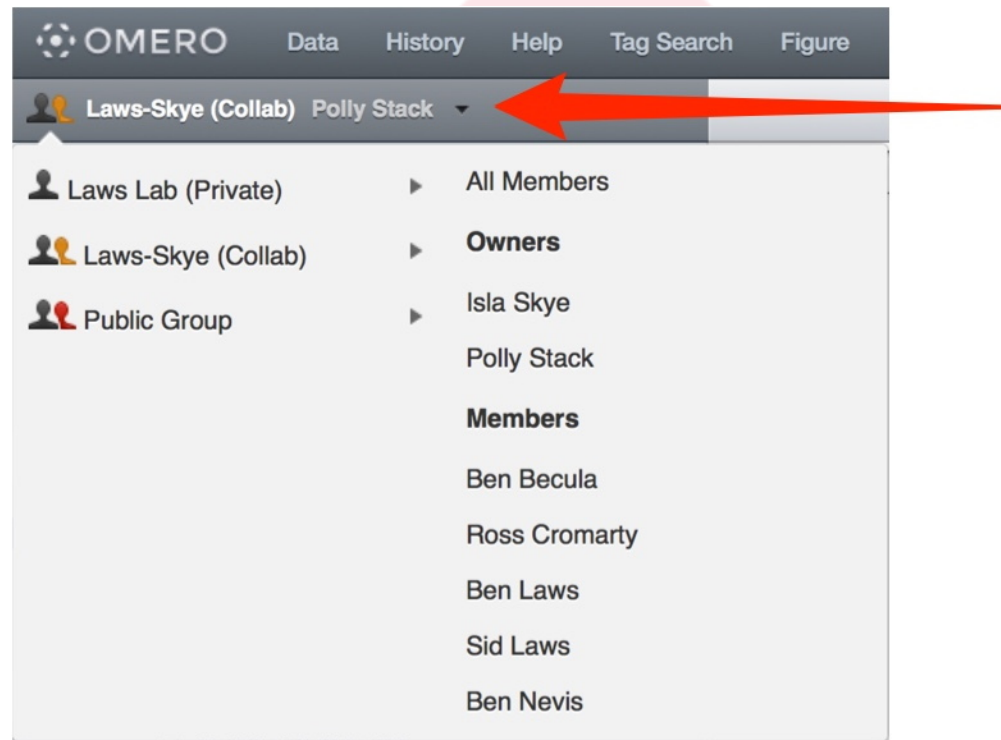 OMERO Data History Help Tag Search Figure
Laws-Skye (Collab) Polly Stack
Laws Lab (Private)
Laws-Skye (Collab)
Public Group
All Members
Owners
Isla Skye
Polly Stack
Members
Ben Becula
Ross Cromarty
Ben Laws
Sid Laws
Ben Nevis